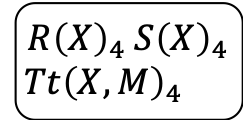 R(X)₄ S(X)₄
Tt(X, M)₄